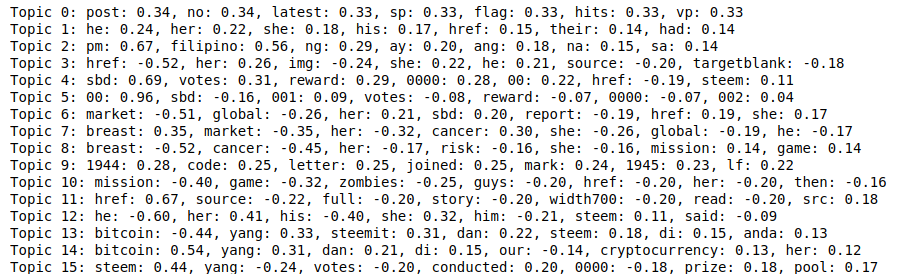 Topic 0: post: 0.34, no: 0.34, latest: 0.33, sp: 0.33, flag: 0.33, hits: 0.33, vp: 0.33
Topic 1: he: 0.24, her: 0.22, she: 0.18, his: 0.17, href: 0.15, their: 0.14, had: 0.14
Topic 2: pm: 0.67, filipino: 0.56, ng: 0.29, ay: 0.20, ang: 0.18, na: 0.15, sa: 0.14
Topic 3: href: -0.52, her: 0.26, img: -0.24, she: 0.22, he: 0.21, source: -0.20, targetblank: -0.18
Topic 4: sbd: 0.69, votes: 0.31, reward: 0.29, 0000: 0.28, 00: 0.22, href: -0.19, steem: 0.11
Topic 5: 00: 0.96, sbd: -0.16, 001: 0.09, votes: -0.08, reward: -0.07, 0000: -0.07, 002: 0.04
Topic 6: market: -0.51, global: -0.26, her: 0.21, sbd: 0.20, report: -0.19, href: 0.19, she: 0.17
Topic 7: breast: 0.35, market: -0.35, her: -0.32, cancer: 0.30, she: -0.26, global: -0.19, he: -0.17
Topic 8: breast: -0.52, cancer: -0.45, her: -0.17, risk: -0.16, she: -0.16, mission: 0.14, game: 0.14
Topic 9: 1944: 0.28, code: 0.25, letter: 0.25, joined: 0.25, mark: 0.24, 1945: 0.23, lf: 0.22
Topic 10: mission: -0.40, game: -0.32, zombies: -0.25, guys: -0.20, href: -0.20, her: -0.20, then: -0.16
Topic 11: href: 0.67, source: -0.22, full: -0.20, story: -0.20, width700: -0.20, read: -0.20, src: 0.18
Topic 12: he: -0.60, her: 0.41, his: -0.40, she: 0.32, him: -0.21, steem: 0.11, said: -0.09
Topic 13: bitcoin: -0.44, yang: 0.33, steemit: 0.31, dan: 0.22, steem: 0.18, di: 0.15, anda: 0.13
Topic 14: bitcoin: 0.54, yang: 0.31, dan: 0.21, di: 0.15, our: -0.14, cryptocurrency: 0.13, her: 0.12
Topic 15: steem: 0.44, yang: -0.24, votes: -0.20, conducted: 0.20, 0000: -0.18, prize: 0.18, pool: 0.17